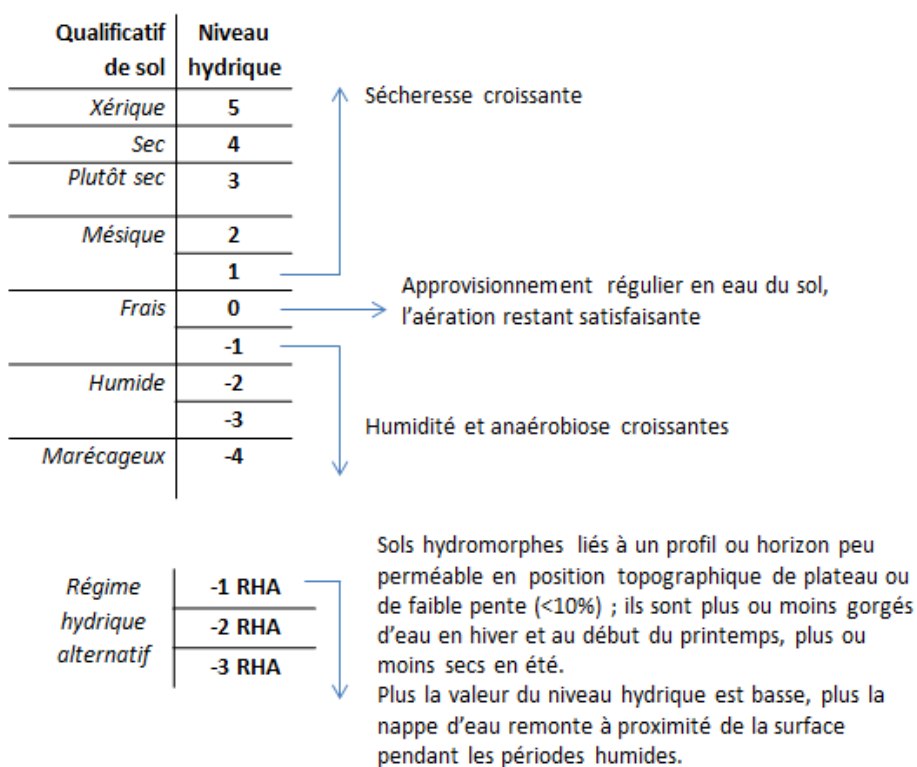 Qualificatif Niveau
de sol hydrique
Xérique 5
Sécheresse croissante
Sec 4
Plutôt sec 3
Mésique 2
1
Approvisionnement régulier en eau du sol,
Frais 0
l'aération restant satisfaisante
-1
Humide -2
-3
Humidité et anaérobiose croissantes
Marécageux -4
Sols hydromorphes liés à un profil ou horizon peu
perméable en position topographique de plateau ou
de faible pente (<10%) ; ils sont plus ou moins gorgés
d'eau en hiver et au début du printemps, plus ou
moins secs en été.
Plus la valeur du niveau hydrique est basse, plus la
nappe d'eau remonte à proximité de la surface
pendant les périodes humides.
Régime -1 RHA
hydrique -2 RHA
alternatif -3 RHA